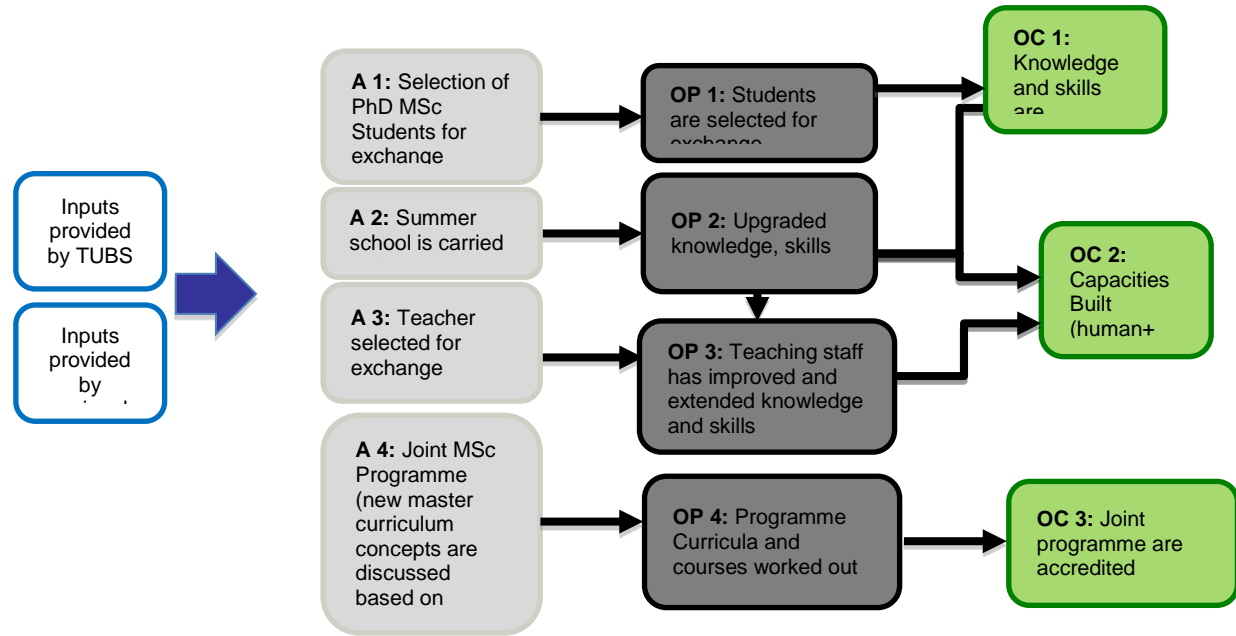 Inputs
provided
by TUBS
Inputs
provided
by
A 1: Selection of
PhD MSc
Students for
exchange
A 2: Summer
school is carried
A 3: Teacher
selected for
exchange
A 4: Joint MSc
Programme
(new master
curriculum
concepts are
discussed
based on
OP 1: Students
are selected for
exchange
OP 2: Upgraded
knowledge, skills
OP 3: Teaching staff
has improved and
extended knowledge
and skills
OP 4: Programme
Curricula and
courses worked out
OC 1:
Knowledge
and skills
are
OC 2:
Capacities
Built
(human+
OC 3: Joint
programme are
accredited